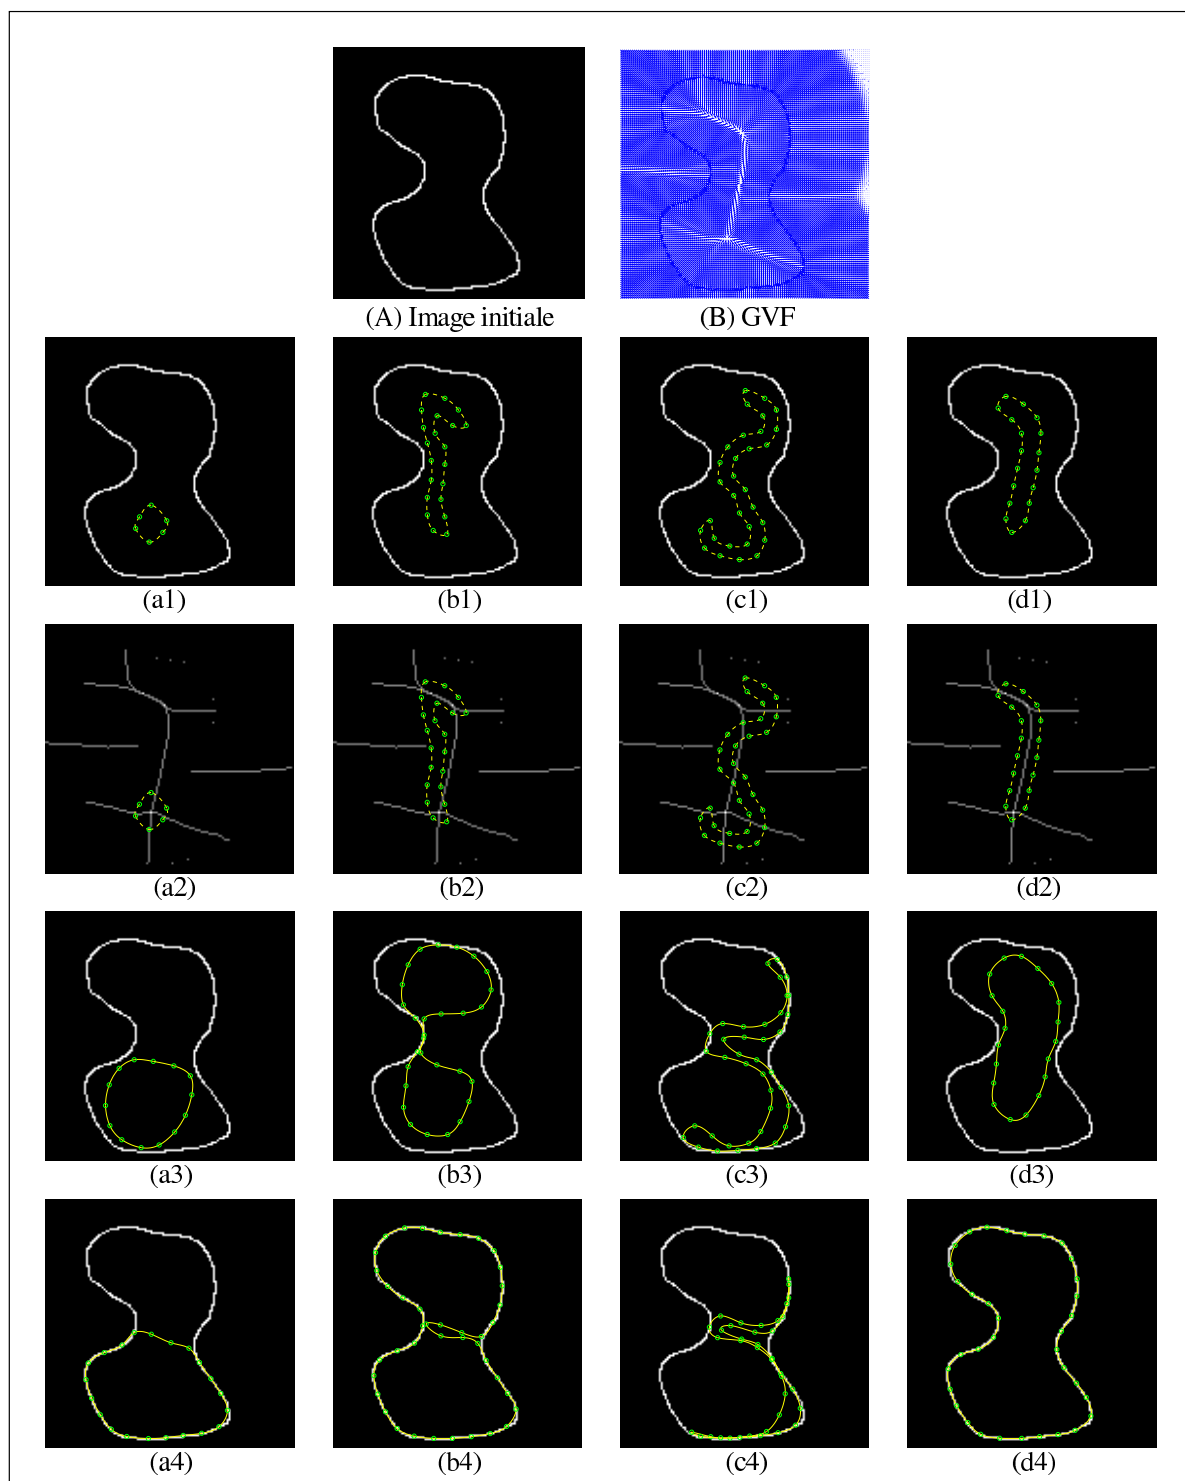 (A) Image initiale
(B) GVF
(a1)
(b1)
(c1)
(d1)
(a2)
(b2)
(c2)
(d2)
(a3)
(b3)
(c3)
(d3)
(a4)
(b4)
(c4)
(d4)